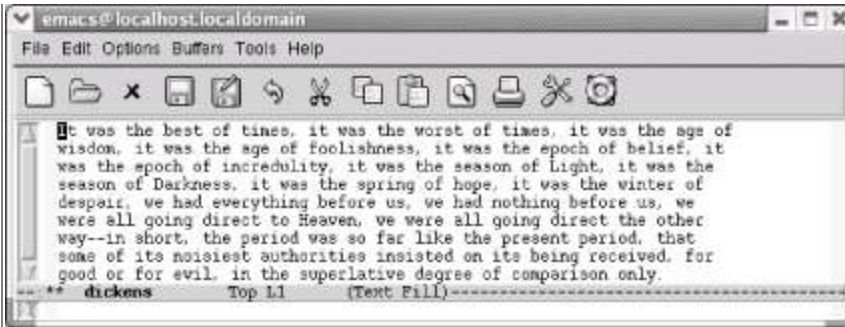 emacs@localhost.localdomain
File Edit Options Buffers Tools Help
It was the best of times, it was the worst of times, it was the age of
wisdom, it was the age of foolishness, it was the epoch of belief, it
was the epoch of incredulity, it was the season of Light, it was the
season of Darkness, it was the spring of hope, it was the winter of
despair, we had everything before us, we had nothing before us, we
were all going direct to Heaven, we were all going direct the other
way--in short, the period was so far like the present period, that
some of its noisiest authorities insisted on its being received, for
good or for evil, in the superlative degree of comparison only.
--:** dickens Top L1 (Text Fill)--------------------------------------------